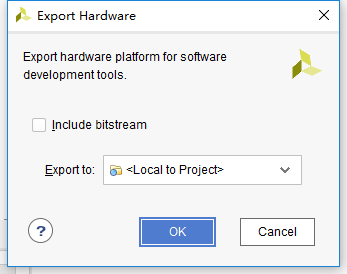 Export Hardware
Export hardware platform for software
development tools.
Include bitstream
Export to: <Local to Project>
?
OK
Cancel